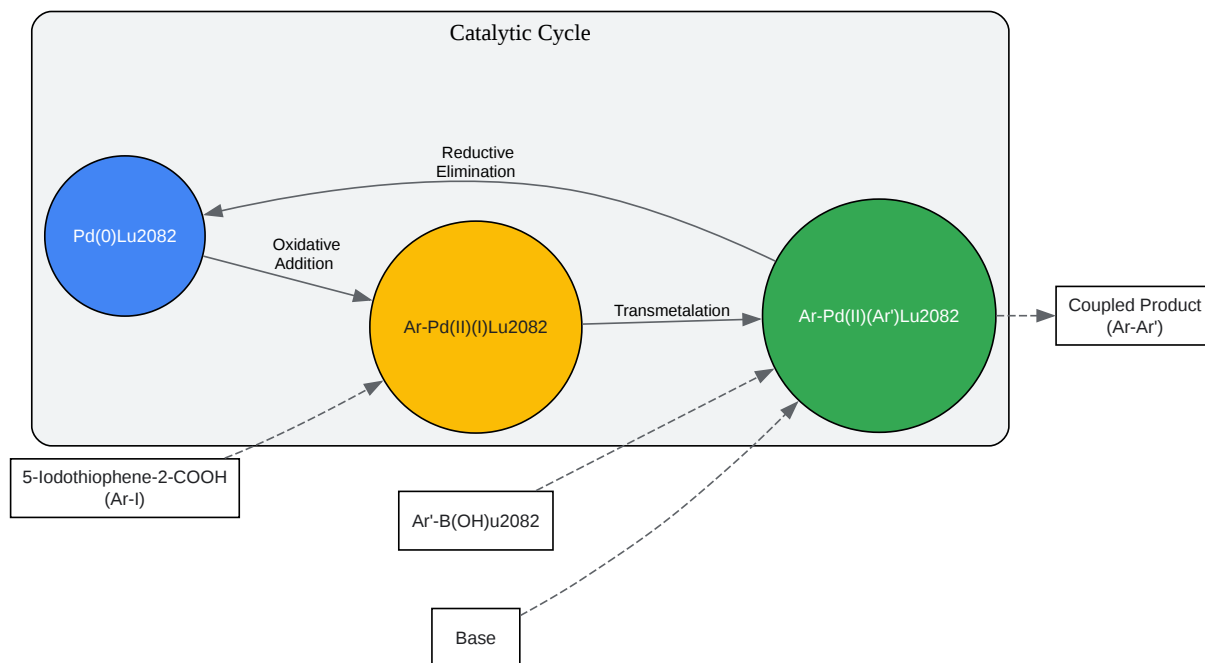 Catalytic Cycle
Reductive
Elimination
Pd(0)Lu2082
Oxidative
Addition
Ar-Pd(II)(I)Lu2082
Transmetalation
Ar-Pd(II)(Ar')Lu2082
Coupled Product
(Ar-Ar')
5-Iodothiophene-2-COOH
(Ar-I)
Ar'-B(OH)u2082
Base